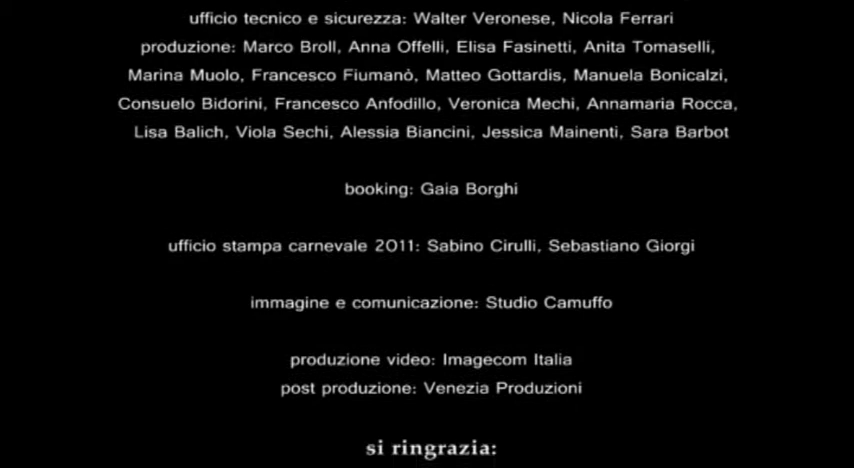 ufficio tecnico e sicurezza: Walter Veronese, Nicola Ferrari
produzione: Marco Broll, Anna Offelli, Elisa Fasinetti, Anita Tomaselli,
Marina Muolo, Francesco Fiumanò, Matteo Gottardis, Manuela Bonicalzi,
Consuelo Bidorini, Francesco Anfodillo, Veronica Mechi, Annamaria Rocca,
Lisa Balich, Viola Sechi, Alessia Biancini, Jessica Mainenti, Sara Barbot
booking: Gaia Borghi
ufficio stampa carnevale 2011: Sabino Cirulli, Sebastiano Giorgi
immagine e comunicazione: Studio Camuffo
produzione video: Imagecom Italia
post produzione: Venezia Produzioni
si ringrazia: